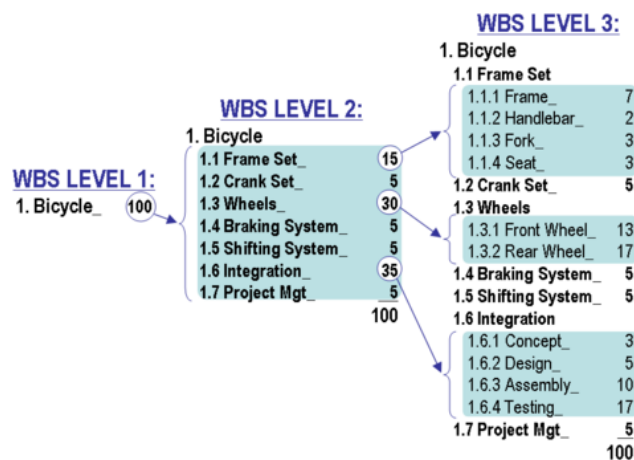 WBS LEVEL 1:
1. Bicycle_ 100
WBS LEVEL 2:
1. Bicycle
1.1 Frame Set_ 15
1.2 Crank Set_ 5
1.3 Wheels_ 30
1.4 Braking System_ 5
1.5 Shifting System_ 5
1.6 Integration_ 35
1.7 Project Mgt_ 5
100
WBS LEVEL 3:
1. Bicycle
1.1 Frame Set
1.1.1 Frame_ 7
1.1.2 Handlebar_ 2
1.1.3 Fork_ 3
1.1.4 Seat_ 3
1.2 Crank Set_ 5
1.3 Wheels
1.3.1 Front Wheel_ 13
1.3.2 Rear Wheel_ 17
1.4 Braking System_ 5
1.5 Shifting System_ 5
1.6 Integration
1.6.1 Concept_ 3
1.6.2 Design_ 5
1.6.3 Assembly_ 10
1.6.4 Testing_ 17
1.7 Project Mgt_ 5
100